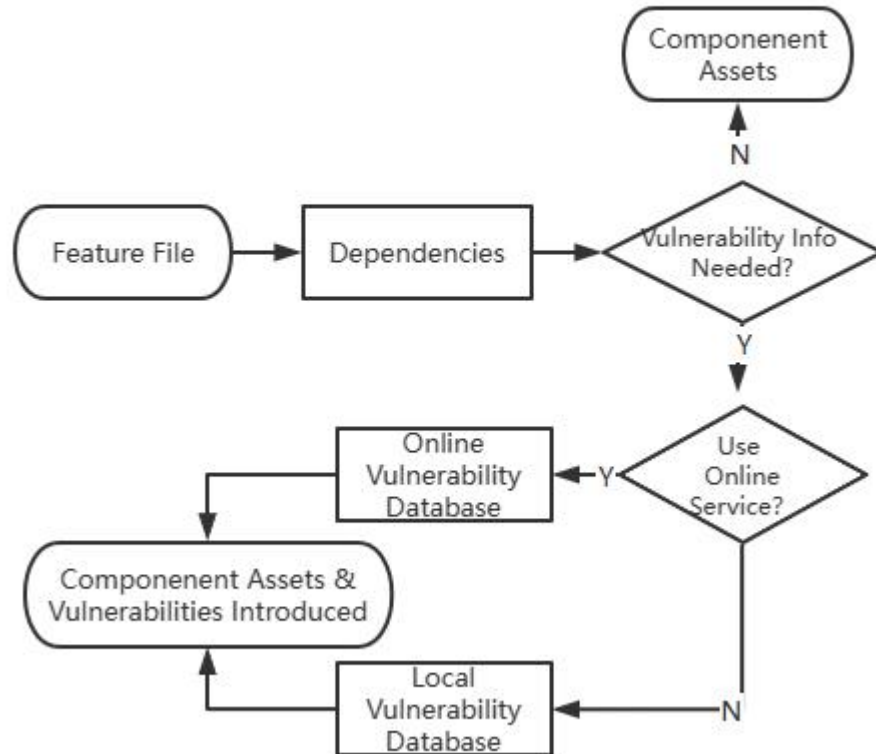 Componenent
Assets
N
Feature File
Dependencies
Vulnerability Info
Needed?
Y
Online
Vulnerability
Database
Y
Use
Online
Service?
Componenent Assets &
Vulnerabilities Introduced
Local
Vulnerability
Database
N